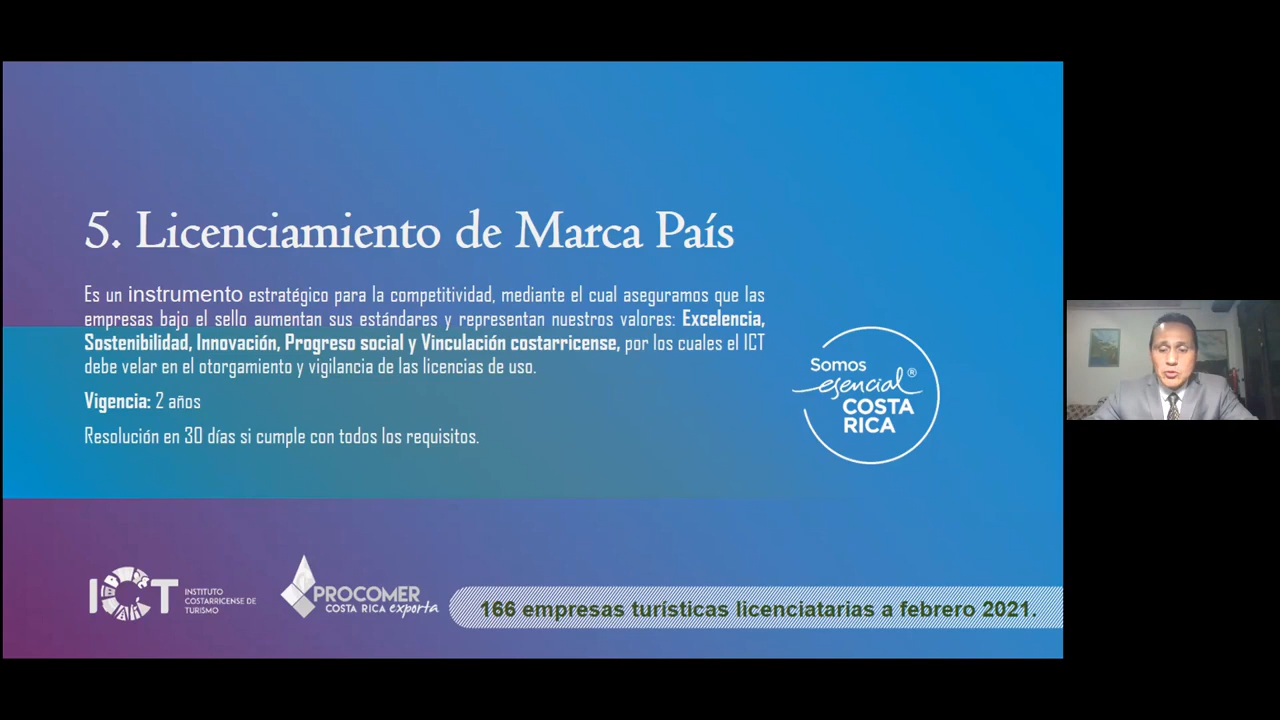 5. Licenciamiento de Marca País
Es un instrumento estratégico para la competitividad, mediante el cual aseguramos que las
empresas bajo el sello aumentan sus estándares y representan nuestros valores: Excelencia,
Sostenibilidad, Innovación, Progreso social y Vinculación costarricense, por los cuales el ICT
debe velar en el otorgamiento y vigilancia de las licencias de uso.
Vigencia: 2 años
Resolución en 30 días si cumple con todos los requisitos.
Somos
esencial®
COSTA
RICA
ICT
INSTITUTO
COSTARRICENSE DE
TURISMO
PROCOMER
COSTA RICA exporta
166 empresas turísticas licenciatarias a febrero 2021.